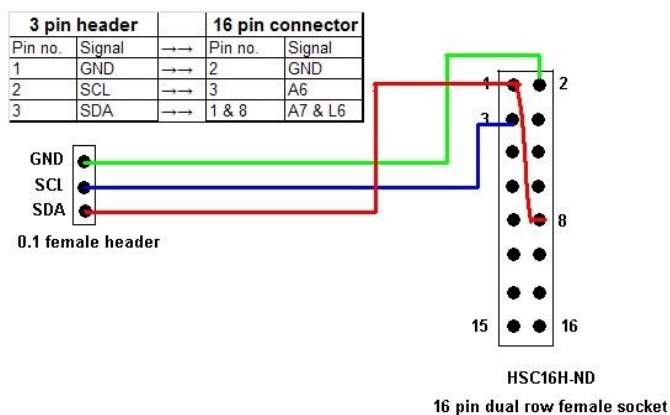 3 pin header 16 pin connector
Pin no. Signal →→ Pin no. Signal
1 GND →→ 2 GND
2 SCL →→ 3 A6
3 SDA →→ 1 & 8 A7 & L6
1 2
3
GND
SCL
SDA
8
0.1 female header
15 16
HSC16H-ND
16 pin dual row female socket